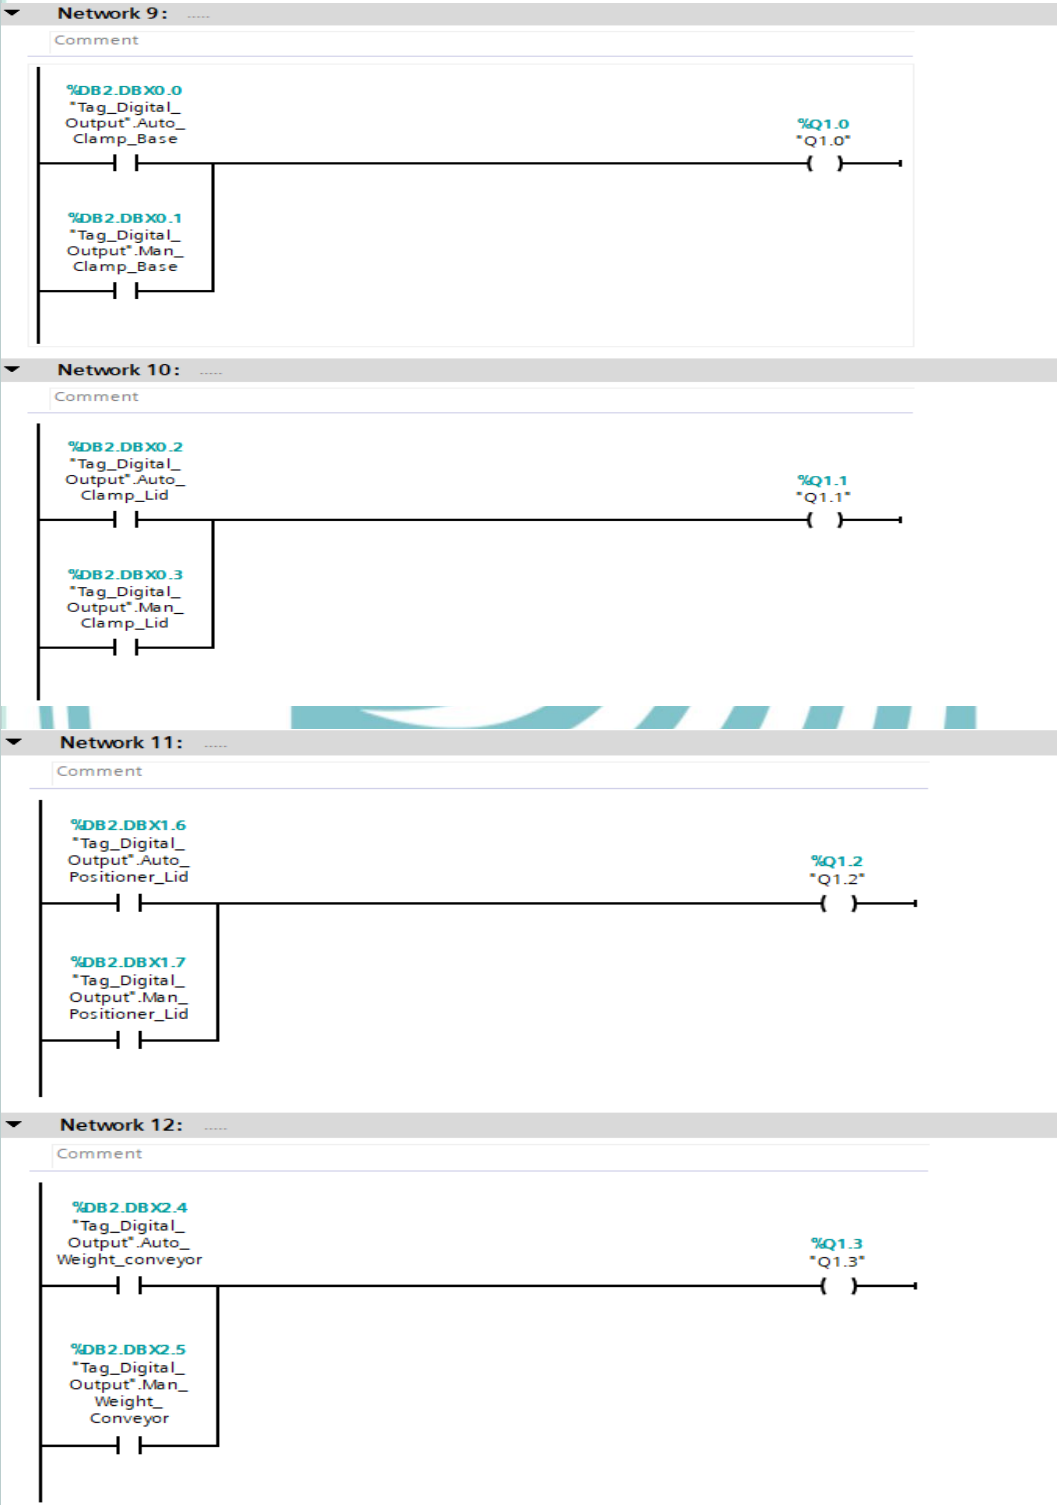 Network 9: .....
Comment
%DB2.DBX0.0
"Tag_Digital_
Output".Auto_
Clamp_Base
%Q1.0
"Q1.0"
%DB2.DBX0.1
"Tag_Digital_
Output".Man_
Clamp_Base
Network 10: .....
Comment
%DB2.DBX0.2
"Tag_Digital_
Output".Auto_
Clamp_Lid
%Q1.1
"Q1.1"
%DB2.DBX0.3
"Tag_Digital_
Output".Man_
Clamp_Lid
Network 11: .....
Comment
%DB2.DBX1.6
"Tag_Digital_
Output".Auto_
Positioner_Lid
%Q1.2
"Q1.2"
%DB2.DBX1.7
"Tag_Digital_
Output".Man_
Positioner_Lid
Network 12: .....
Comment
%DB2.DBX2.4
"Tag_Digital_
Output".Auto_
Weight_conveyor
%Q1.3
"Q1.3"
%DB2.DBX2.5
"Tag_Digital_
Output".Man_
Weight_
Conveyor